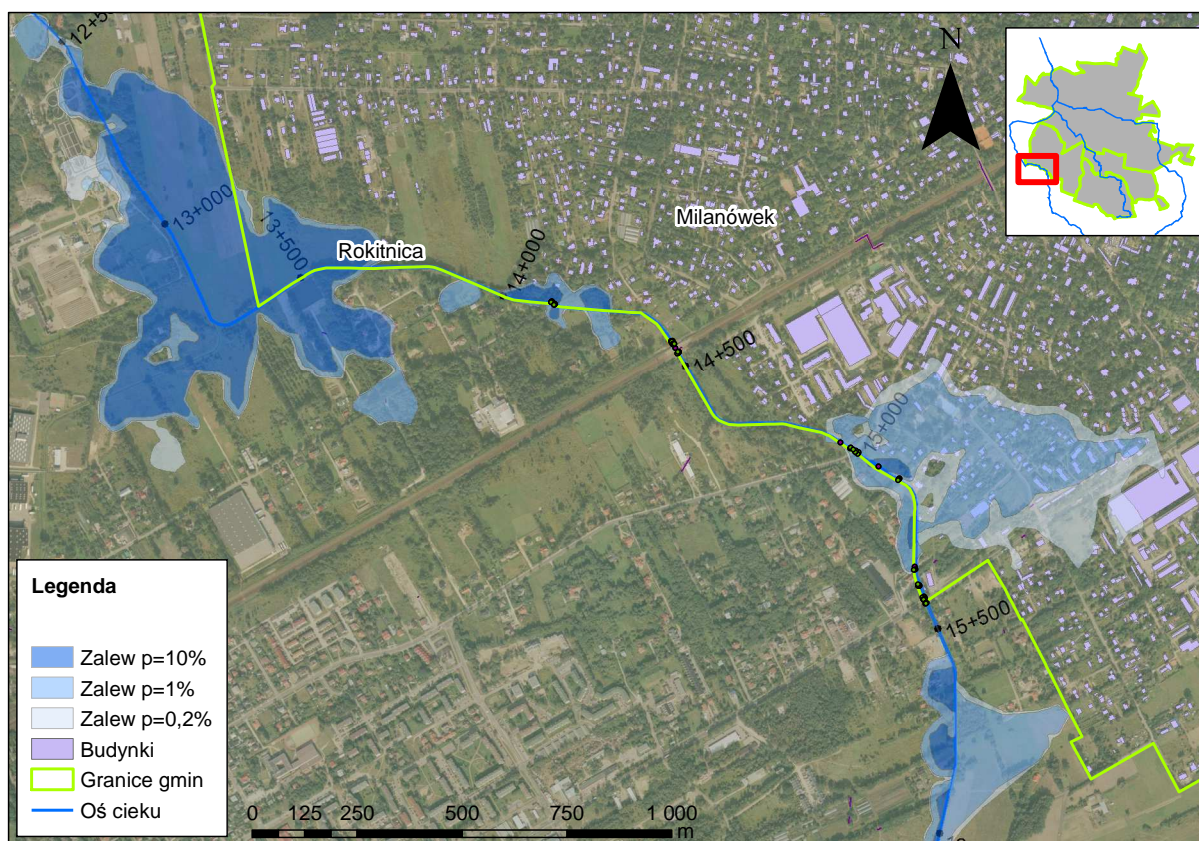 12+5
N
13+000
13+500
Rokitnica
14+000
Milanówek
14+500
15+000
15+500
Legenda
Zalew p=10%
Zalew p=1%
Zalew p=0,2%
Budynki
Granice gmin
Oś cieku
0 125 250 500 750 1 000
m